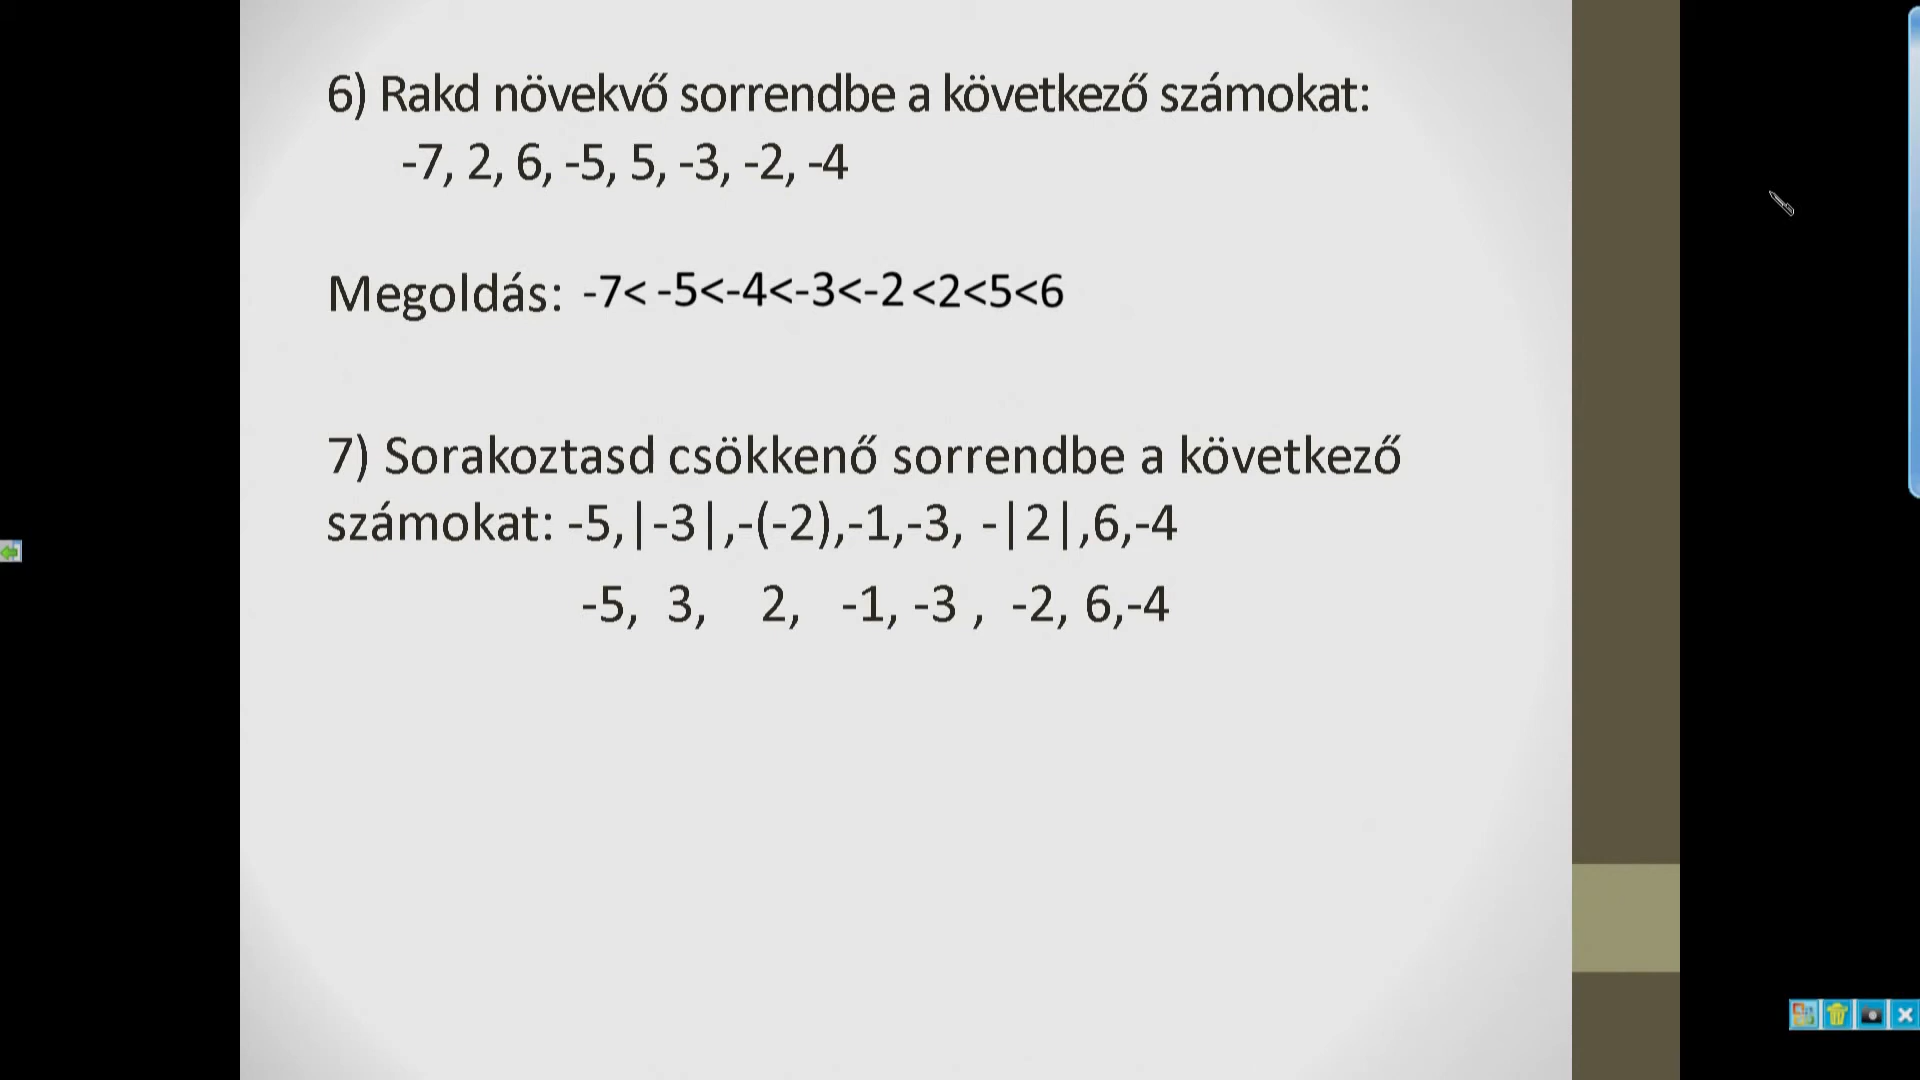 6) Rakd növekvő sorrendbe a következő számokat:
-7, 2, 6, -5, 5, -3, -2, -4
Megoldás: -7< -5<-4<-3<-2 <2<5<6
7) Sorakoztasd csökkenő sorrendbe a következő
számokat: -5,|-3|,-(-2),-1,-3, -|2|,6,-4
-5, 3, 2, -1, -3 , -2, 6,-4